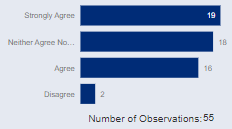 Strongly Agree 19
Neither Agree No... 18
Agree 16
Disagree 2
Number of Observations: 55